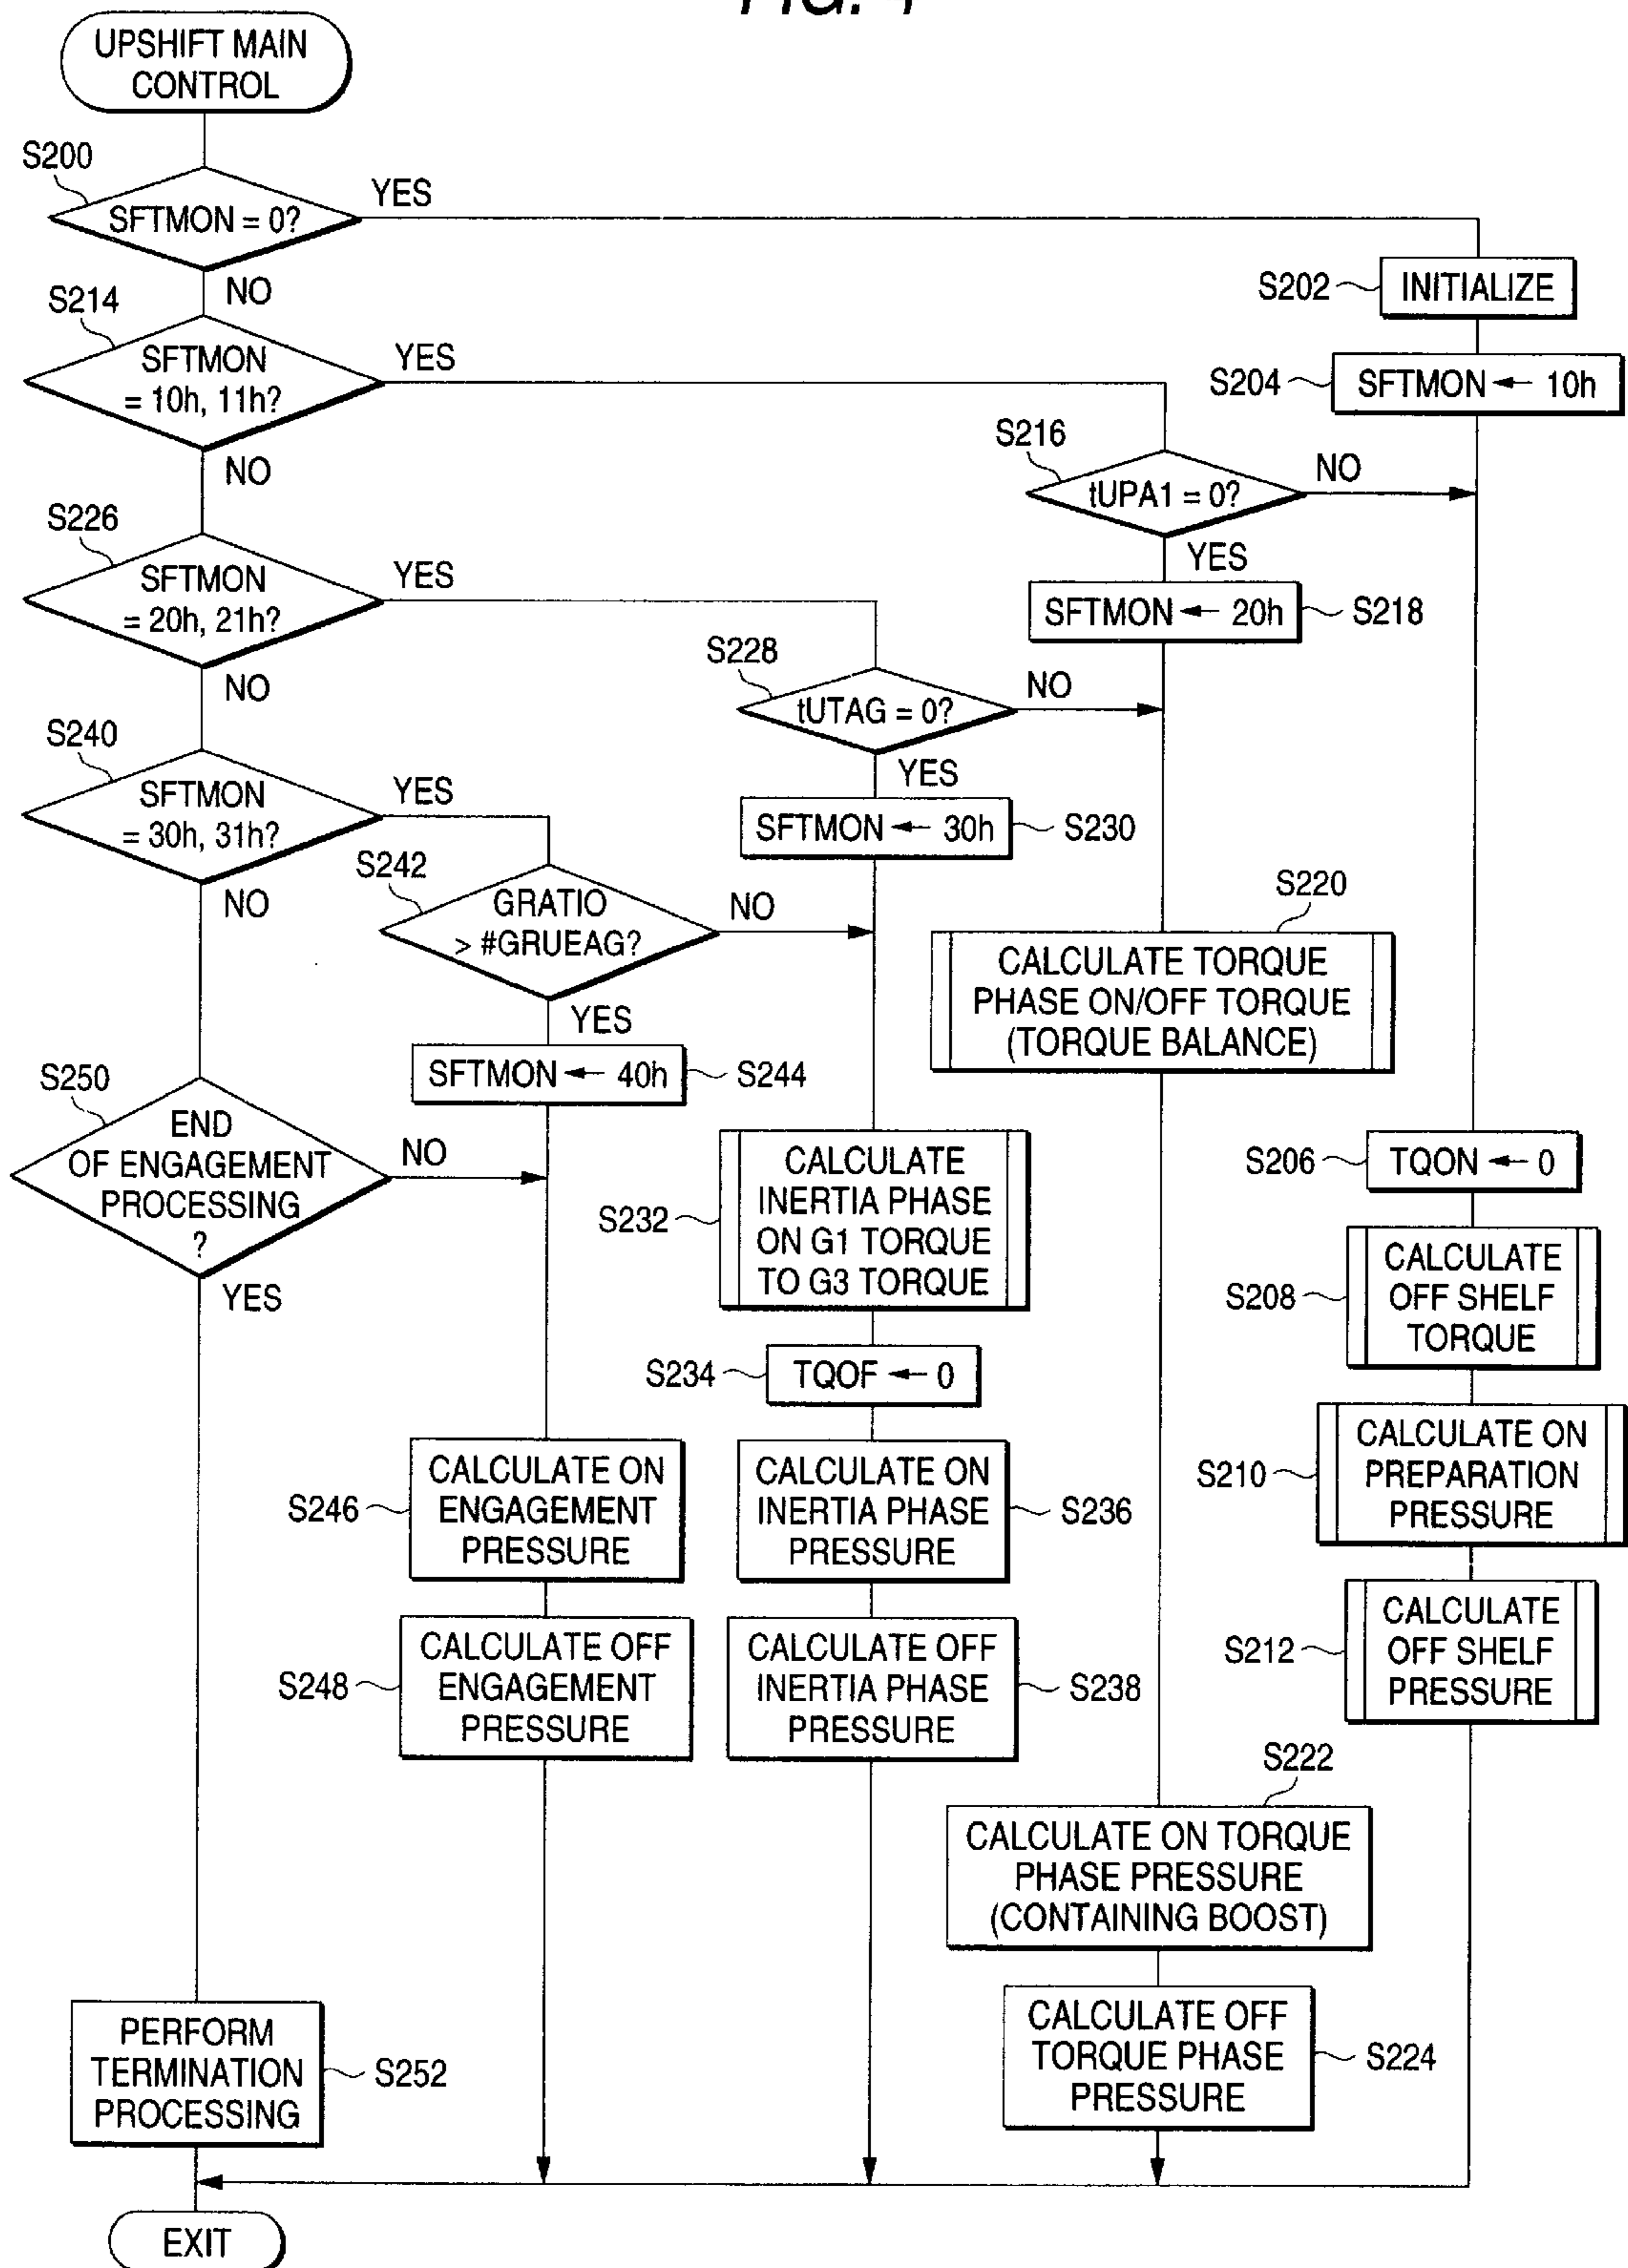 FIG. 4
UPSHIFT MAIN
CONTROL
S200
SFTMON = 0?
YES
NO
S202
INITIALIZE
S204
SFTMON ← 10h
S214
SFTMON
= 10h, 11h?
YES
NO
S216
tUPA1 = 0?
NO
YES
SFTMON ← 20h
S218
S226
SFTMON
= 20h, 21h?
YES
NO
S228
tUTAG = 0?
NO
YES
SFTMON ← 30h
S230
S240
SFTMON
= 30h, 31h?
YES
NO
S242
GRATIO
> #GRUEAG?
NO
YES
SFTMON ← 40h
S244
S220
CALCULATE TORQUE
PHASE ON/OFF TORQUE
(TORQUE BALANCE)
S250
END
OF ENGAGEMENT
PROCESSING
?
NO
YES
S232
CALCULATE
INERTIA PHASE
ON G1 TORQUE
TO G3 TORQUE
S206
TQON ← 0
S208
CALCULATE
OFF SHELF
TORQUE
S234
TQOF ← 0
S210
CALCULATE ON
PREPARATION
PRESSURE
S246
CALCULATE ON
ENGAGEMENT
PRESSURE
CALCULATE ON
INERTIA PHASE
PRESSURE
S236
S212
CALCULATE
OFF SHELF
PRESSURE
S248
CALCULATE OFF
ENGAGEMENT
PRESSURE
CALCULATE OFF
INERTIA PHASE
PRESSURE
S238
S222
CALCULATE ON TORQUE
PHASE PRESSURE
(CONTAINING BOOST)
CALCULATE OFF
TORQUE PHASE
PRESSURE
S224
PERFORM
TERMINATION
PROCESSING
S252
EXIT